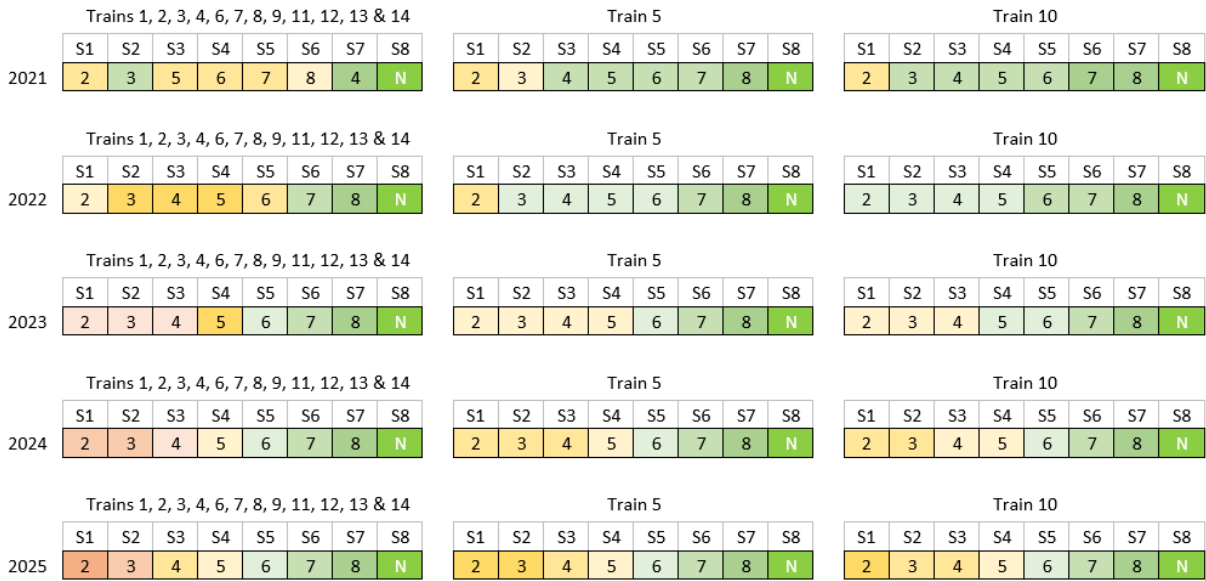 Trains 1, 2, 3, 4, 6, 7, 8, 9, 11, 12, 13 & 14 Train 5 Train 10
S1 S2 S3 S4 S5 S6 S7 S8 S1 S2 S3 S4 S5 S6 S7 S8 S1 S2 S3 S4 S5 S6 S7 S8
2021 2 3 5 6 7 8 4 N 2 3 4 5 6 7 8 N 2 3 4 5 6 7 8 N
Trains 1, 2, 3, 4, 6, 7, 8, 9, 11, 12, 13 & 14 Train 5 Train 10
S1 S2 S3 S4 S5 S6 S7 S8 S1 S2 S3 S4 S5 S6 S7 S8 S1 S2 S3 S4 S5 S6 S7 S8
2022 2 3 4 5 6 7 8 N 2 3 4 5 6 7 8 N 2 3 4 5 6 7 8 N
Trains 1, 2, 3, 4, 6, 7, 8, 9, 11, 12, 13 & 14 Train 5 Train 10
S1 S2 S3 S4 S5 S6 S7 S8 S1 S2 S3 S4 S5 S6 S7 S8 S1 S2 S3 S4 S5 S6 S7 S8
2023 2 3 4 5 6 7 8 N 2 3 4 5 6 7 8 N 2 3 4 5 6 7 8 N
Trains 1, 2, 3, 4, 6, 7, 8, 9, 11, 12, 13 & 14 Train 5 Train 10
S1 S2 S3 S4 S5 S6 S7 S8 S1 S2 S3 S4 S5 S6 S7 S8 S1 S2 S3 S4 S5 S6 S7 S8
2024 2 3 4 5 6 7 8 N 2 3 4 5 6 7 8 N 2 3 4 5 6 7 8 N
Trains 1, 2, 3, 4, 6, 7, 8, 9, 11, 12, 13 & 14 Train 5 Train 10
S1 S2 S3 S4 S5 S6 S7 S8 S1 S2 S3 S4 S5 S6 S7 S8 S1 S2 S3 S4 S5 S6 S7 S8
2025 2 3 4 5 6 7 8 N 2 3 4 5 6 7 8 N 2 3 4 5 6 7 8 N